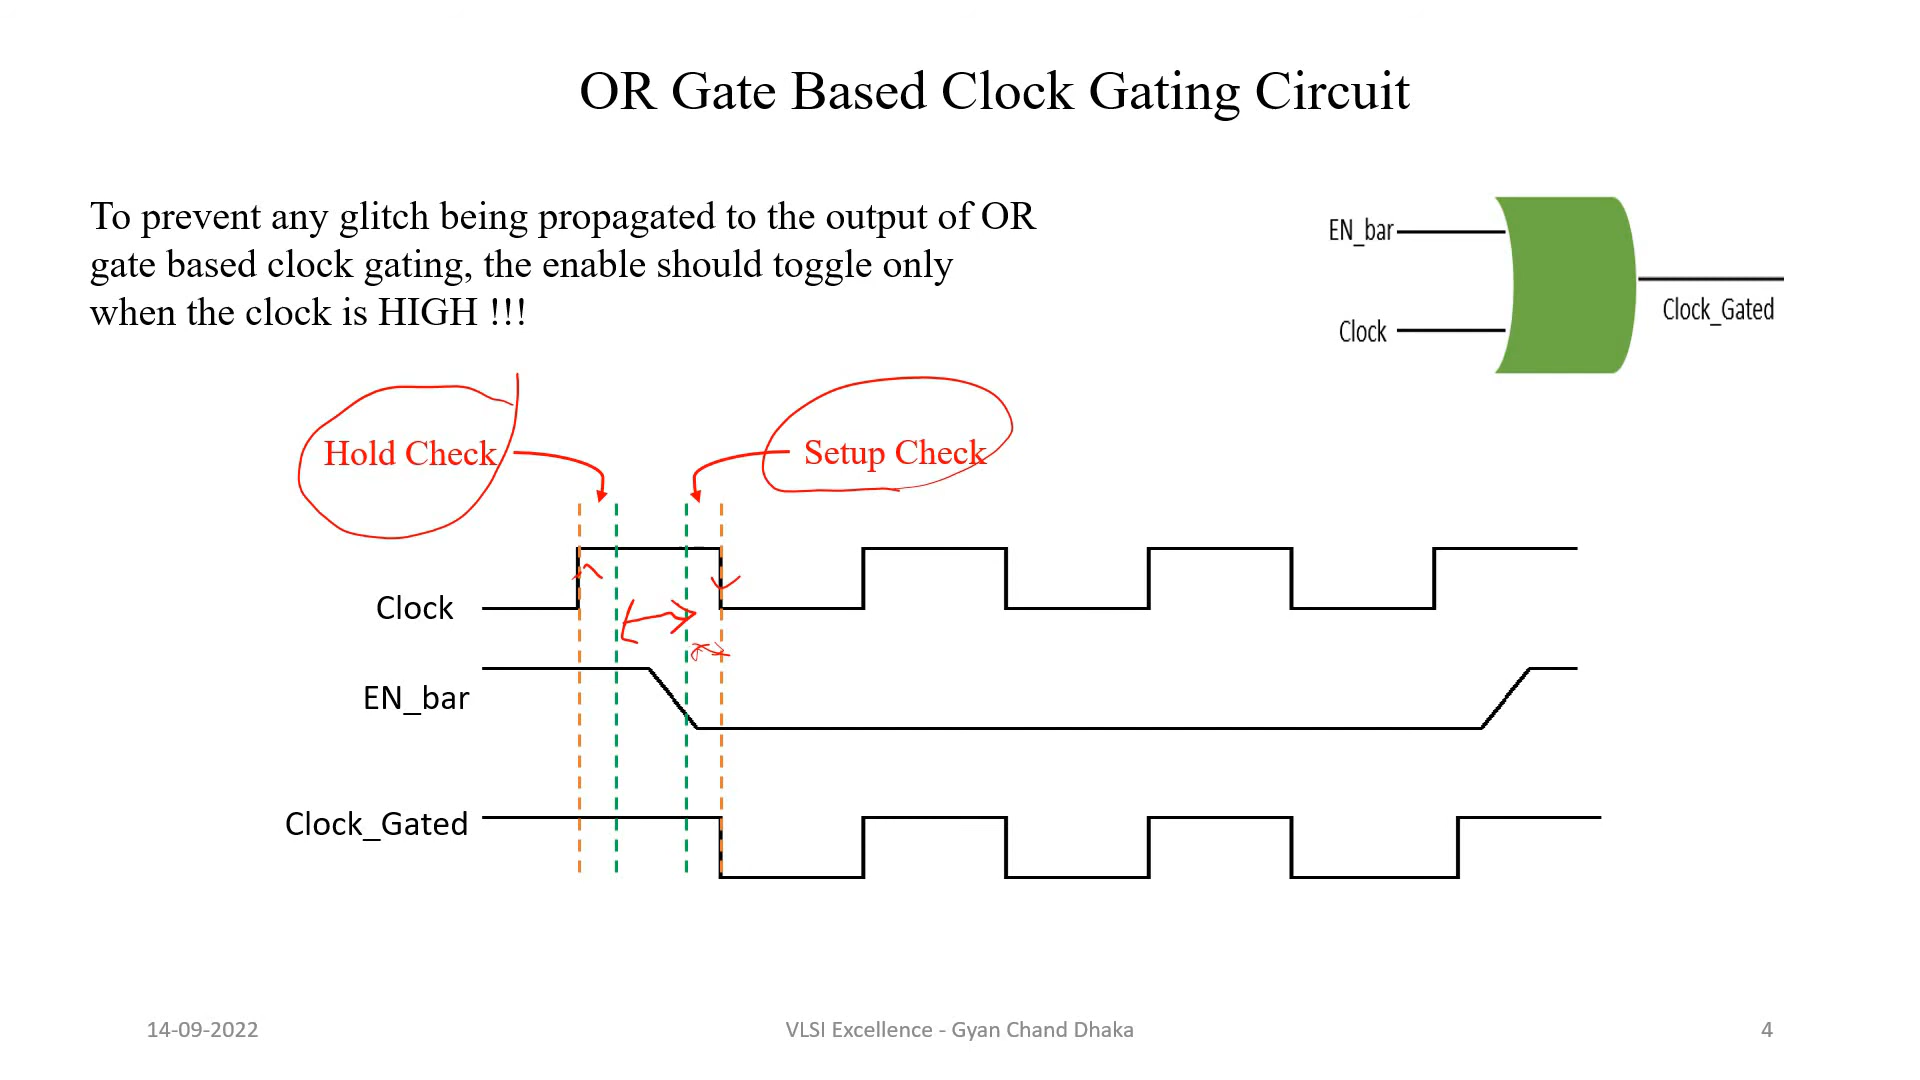 OR Gate Based Clock Gating Circuit
To prevent any glitch being propagated to the output of OR
gate based clock gating, the enable should toggle only
when the clock is HIGH !!!
EN_bar
Clock
Clock_Gated
Hold Check
Setup Check
Clock
EN_bar
Clock_Gated
14-09-2022
VLSI Excellence - Gyan Chand Dhaka
4